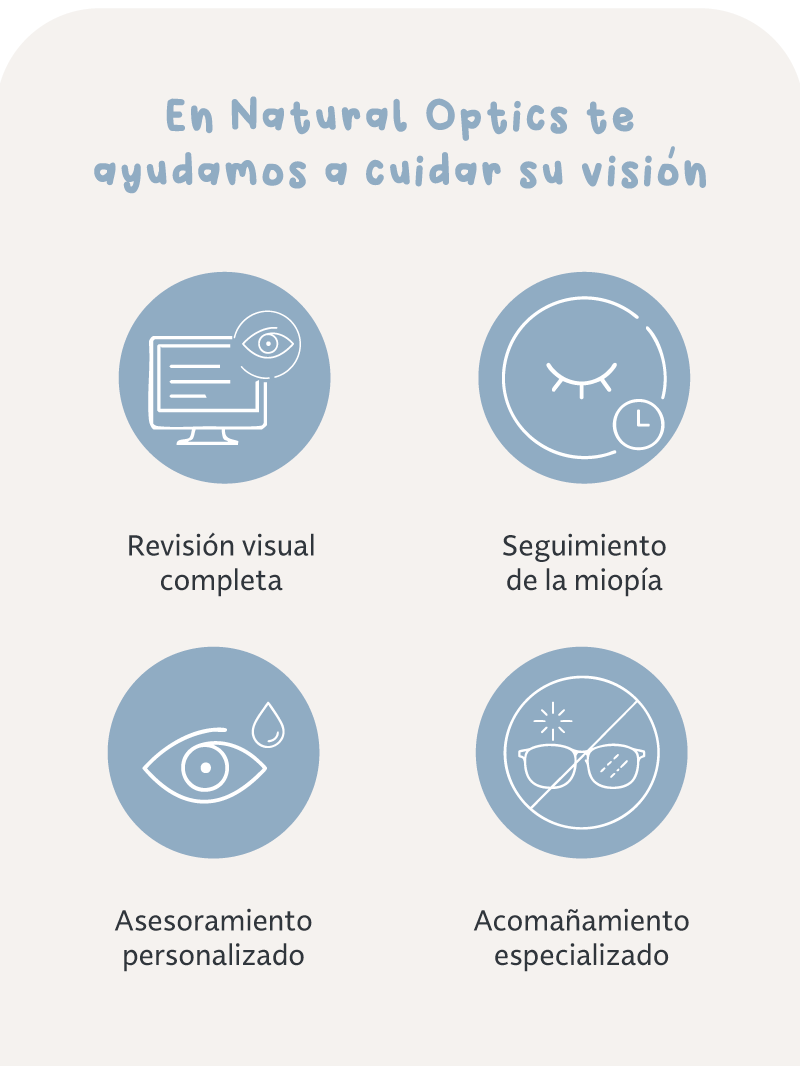 En Natural Optics te
ayudamos a cuidar su visión
Revisión visual
completa
Seguimiento
de la miopía
Asesoramiento
personalizado
Acomañamiento
especializado